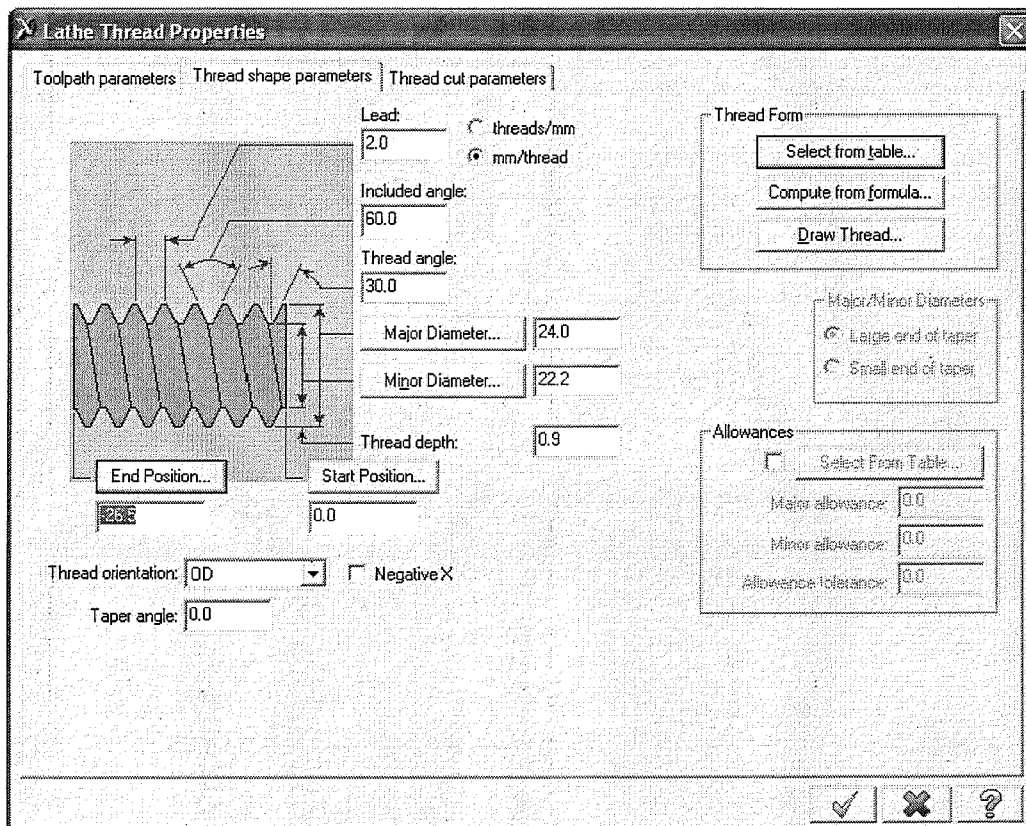 Lathe Thread Properties
Toolpath parameters Thread shape parameters Thread cut parameters
Lead:
2.0
threads/mm
mm/thread
Included angle:
60.0
Thread angle:
30.0
Major Diameter... 24.0
Minor Diameter... 22.2
Thread depth: 0.9
End Position... Start Position...
-26.5 0.0
Thread orientation: OD Negative X
Taper angle: 0.0
Thread Form
Select from table...
Compute from formula...
Draw Thread...
Major/Minor Diameters
Large end of taper
Small end of taper
Allowances
Select From Table...
Major allowance: 0.0
Minor allowance: 0.0
Allowance tolerance: 0.0